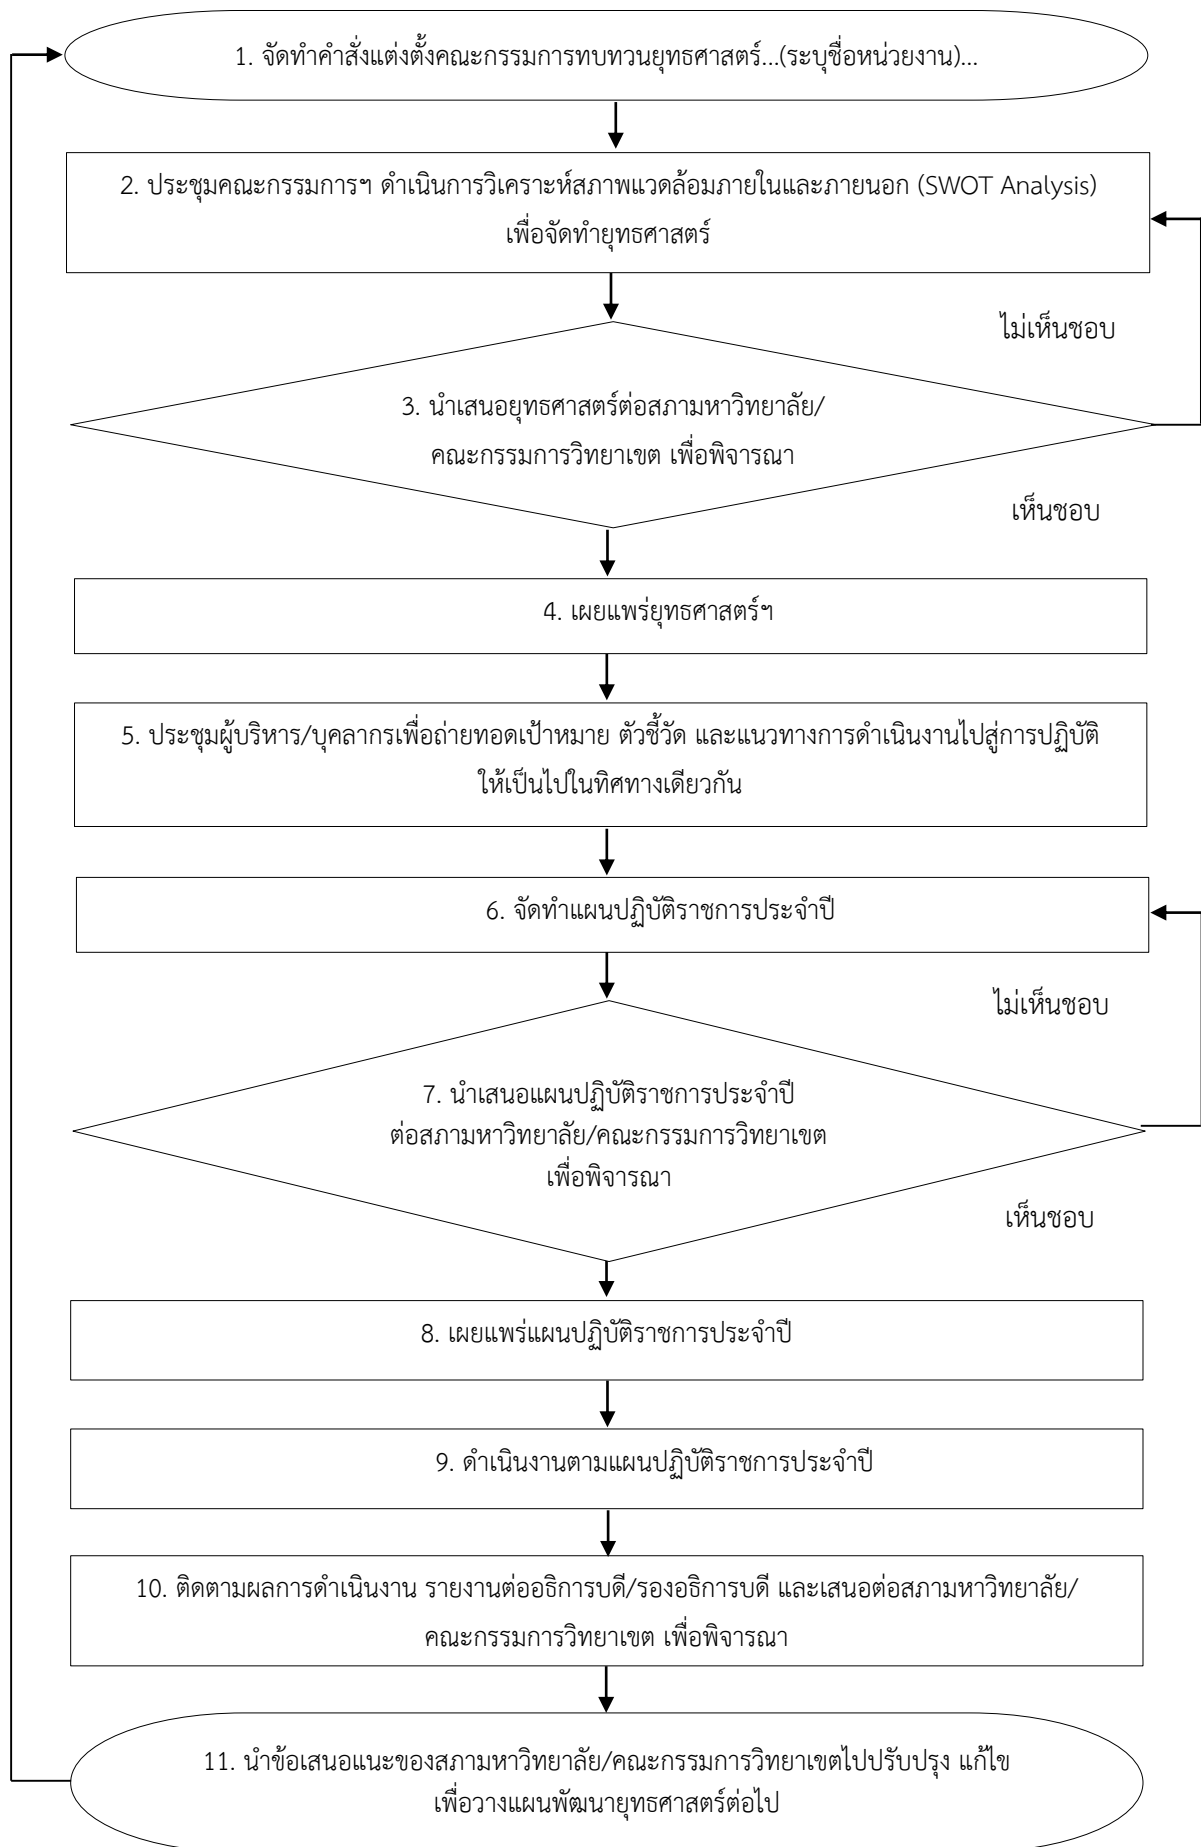 1. จัดทำคำสั่งแต่งตั้งคณะกรรมการทบทวนยุทธศาสตร์...(ระบุชื่อหน่วยงาน)...
2. ประชุมคณะกรรมการฯ ดำเนินการวิเคราะห์สภาพแวดล้อมภายในและภายนอก (SWOT Analysis)
เพื่อจัดทำยุทธศาสตร์
ไม่เห็นชอบ
3. นำเสนอยุทธศาสตร์ต่อสภามหาวิทยาลัย/
คณะกรรมการวิทยาเขต เพื่อพิจารณา
เห็นชอบ
4. เผยแพร่ยุทธศาสตร์ฯ
5. ประชุมผู้บริหาร/บุคลากรเพื่อถ่ายทอดเป้าหมาย ตัวชี้วัด และแนวทางการดำเนินงานไปสู่การปฏิบัติ
ให้เป็นไปในทิศทางเดียวกัน
6. จัดทำแผนปฏิบัติราชการประจำปี
ไม่เห็นชอบ
7. นำเสนอแผนปฏิบัติราชการประจำปี
ต่อสภามหาวิทยาลัย/คณะกรรมการวิทยาเขต
เพื่อพิจารณา
เห็นชอบ
8. เผยแพร่แผนปฏิบัติราชการประจำปี
9. ดำเนินงานตามแผนปฏิบัติราชการประจำปี
10. ติดตามผลการดำเนินงาน รายงานต่ออธิการบดี/รองอธิการบดี และเสนอต่อสภามหาวิทยาลัย/
คณะกรรมการวิทยาเขต เพื่อพิจารณา
11. นำข้อเสนอแนะของสภามหาวิทยาลัย/คณะกรรมการวิทยาเขตไปปรับปรุง แก้ไข
เพื่อวางแผนพัฒนายุทธศาสตร์ต่อไป